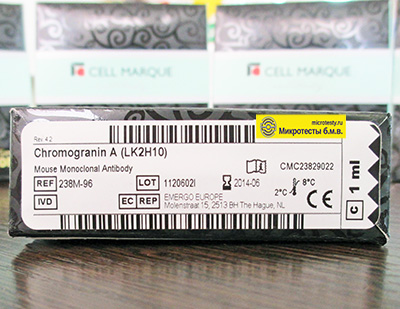 CELL MARQUE
CELL MARQUE
microtesty.ru
Микротесты б.м.в.
Rev. 4.2
Chromogranin A (LK2H10)
Mouse Monoclonal Antibody
CMC23829022
REF 238M-96 LOT 1120602I 2014-06 2°C 8°C
IVD EC REP EMERGO EUROPE
Molenstraat 15, 2513 BH The Hague, NL
CE
C 1 ml